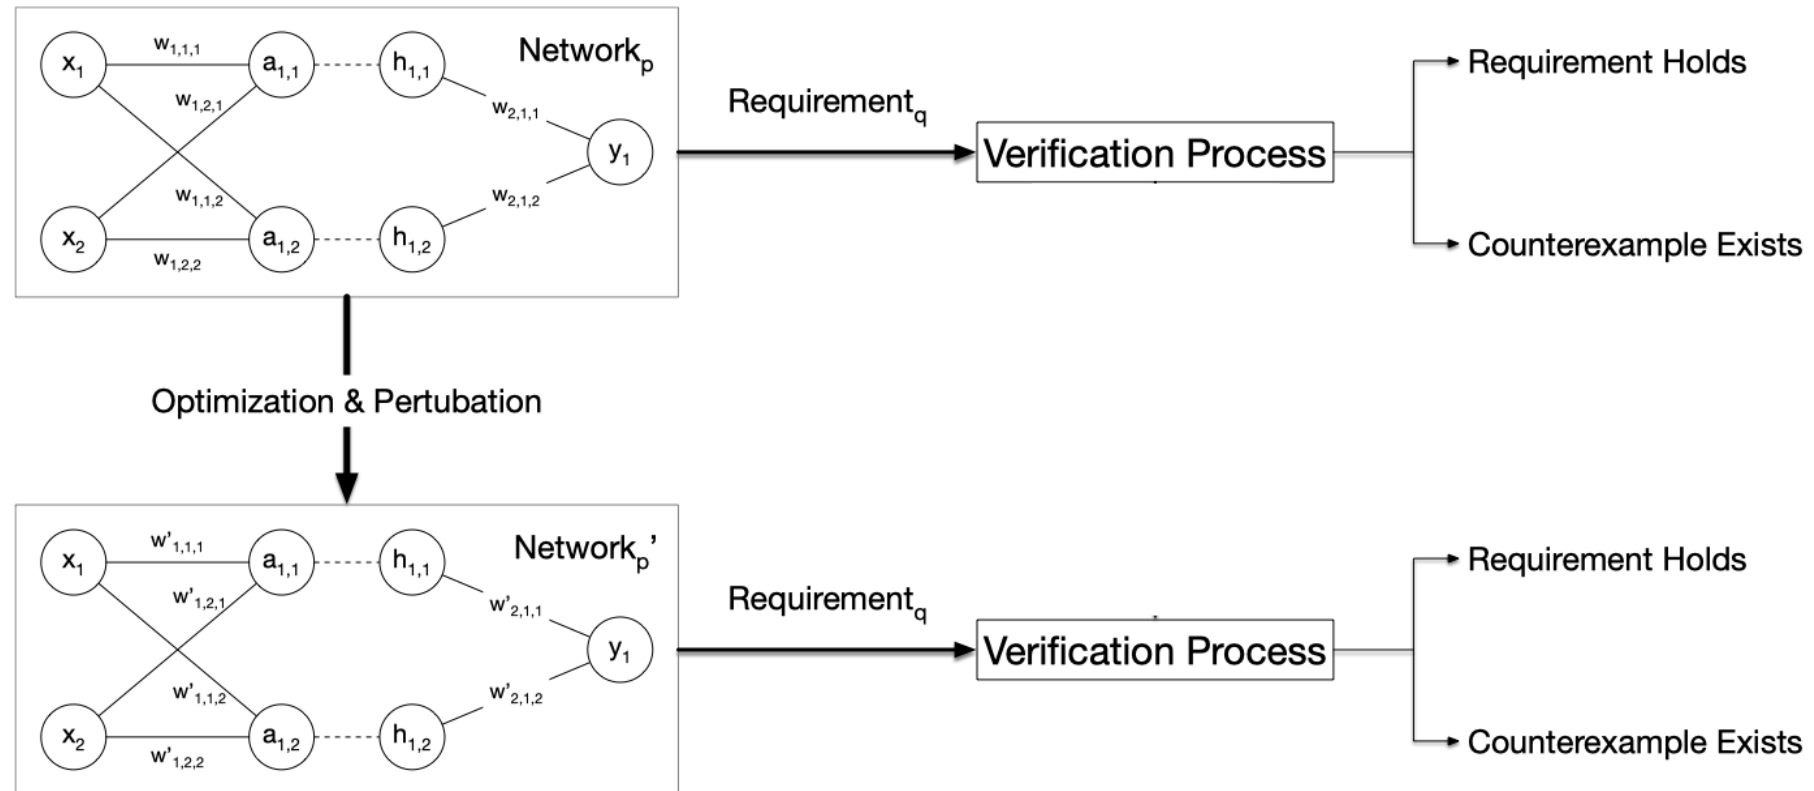 w1,1,1
x1
a1,1
h1,1
Networkp
w1,2,1
w2,1,1
y1
w1,1,2
w2,1,2
x2
a1,2
h1,2
w1,2,2
Requirementq
Verification Process
Requirement Holds
Counterexample Exists
Optimization & Pertubation
w'1,1,1
x1
a1,1
h1,1
Networkp'
w'1,2,1
w'2,1,1
y1
w'1,1,2
w'2,1,2
x2
a1,2
h1,2
w'1,2,2
Requirementq
Verification Process
Requirement Holds
Counterexample Exists